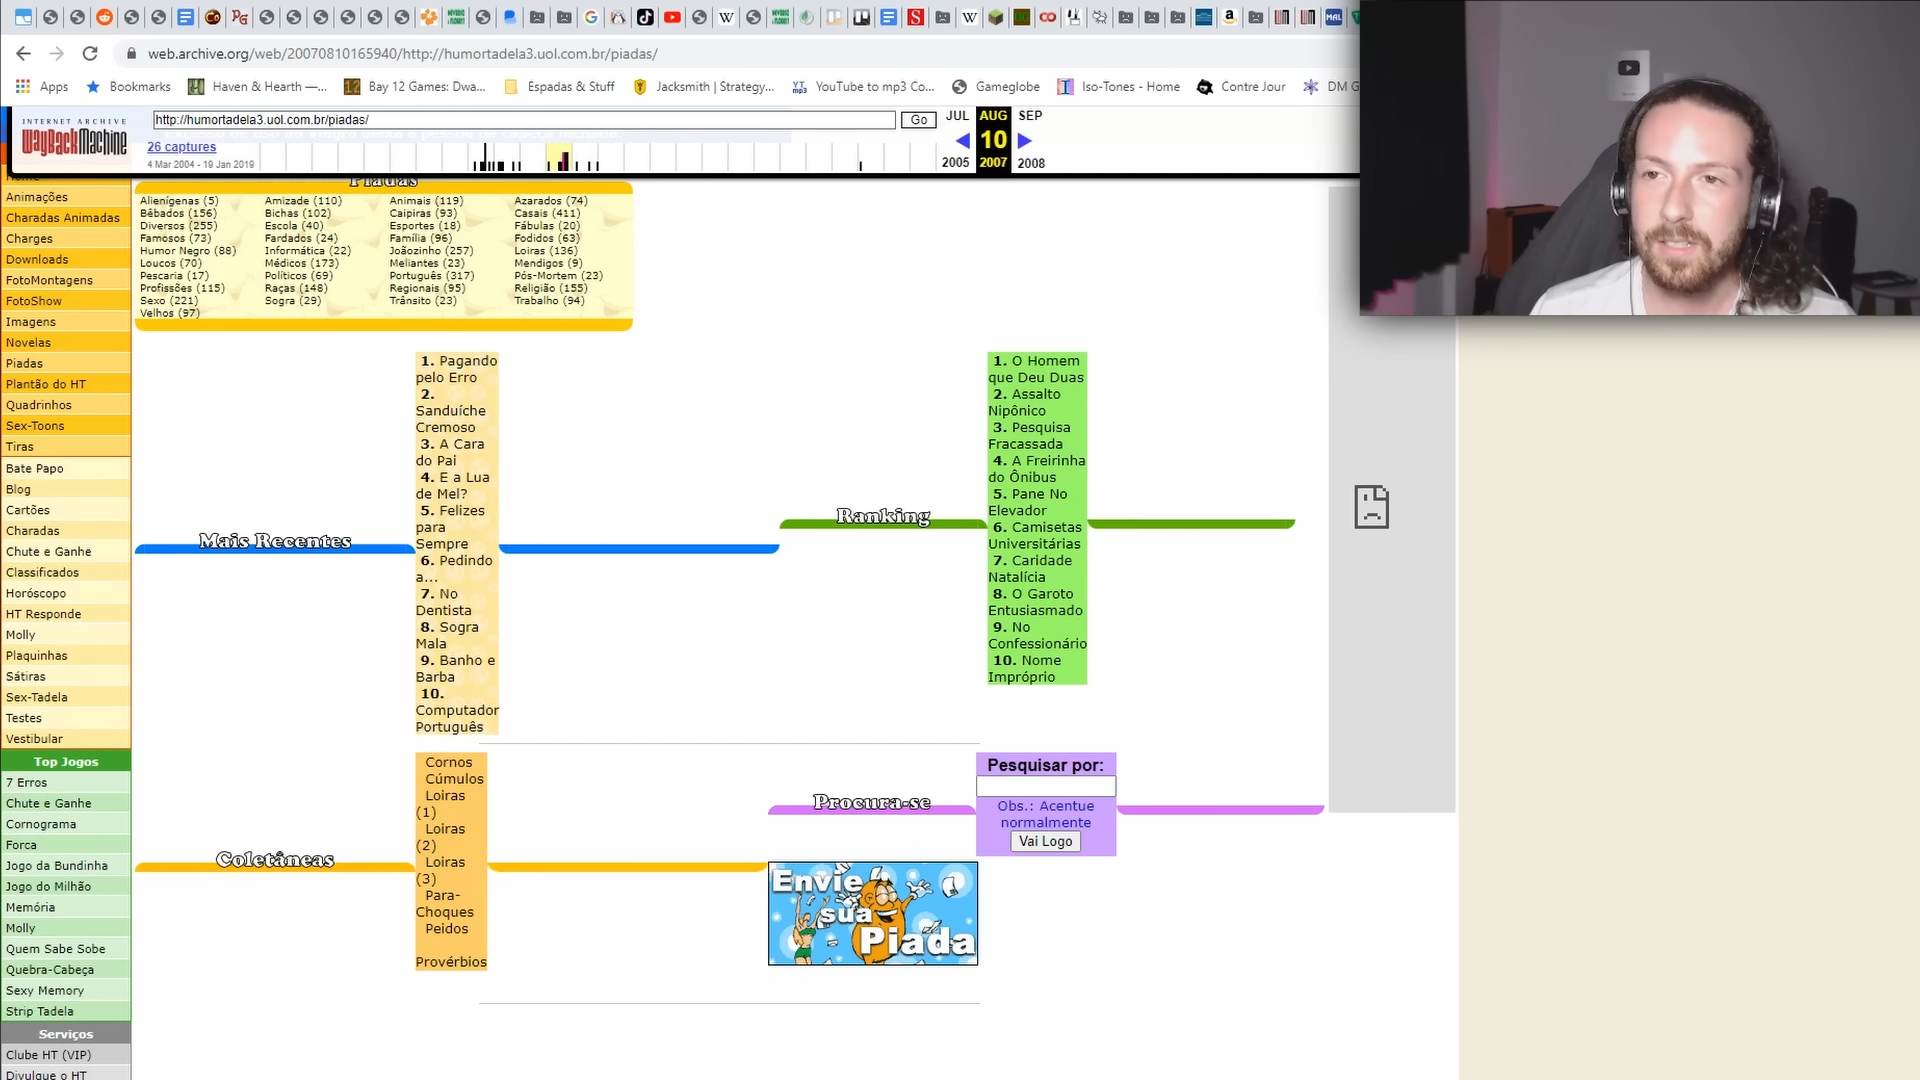 web.archive.org/web/20070810165940/http://humortadela3.uol.com.br/piadas/
Apps
Bookmarks
Haven & Hearth —...
Bay 12 Games: Dwa...
Espadas & Stuff
Jacksmith | Strategy...
YouTube to mp3 Co...
Gameglobe
Iso-Tones - Home
Contre Jour
DM G
INTERNET ARCHIVE
WayBackMachine
http://humortadela3.uol.com.br/piadas/
Go
JUL AUG SEP
10
2005 2007 2008
26 captures
4 Mar 2004 - 19 Jan 2019
Animações
Charadas Animadas
Charges
Downloads
FotoMontagens
FotoShow
Imagens
Novelas
Piadas
Plantão do HT
Quadrinhos
Sex-Toons
Tiras
Bate Papo
Blog
Cartões
Charadas
Chute e Ganhe
Classificados
Horóscopo
HT Responde
Molly
Plaquinhas
Sátiras
Sex-Tadela
Testes
Vestibular
Top Jogos
7 Erros
Chute e Ganhe
Cornograma
Forca
Jogo da Bundinha
Jogo do Milhão
Memória
Molly
Quem Sabe Sobe
Quebra-Cabeça
Sexy Memory
Strip Tadela
Serviços
Clube HT (VIP)
Divulgue o HT
Piadas
Alienígenas (5) Amizade (110) Animais (119) Azarados (74)
Bêbados (156) Bichas (102) Caipiras (93) Casais (411)
Diversos (255) Escola (40) Esportes (18) Fábulas (20)
Famosos (73) Fardados (24) Família (96) Fodidos (63)
Humor Negro (88) Informática (22) Joãozinho (257) Loiras (136)
Loucos (70) Médicos (173) Meliantes (23) Mendigos (9)
Pescaria (17) Políticos (69) Português (317) Pós-Mortem (23)
Profissões (115) Raças (148) Regionais (95) Religião (155)
Sexo (221) Sogra (29) Trânsito (23) Trabalho (94)
Velhos (97)
Mais Recentes
1. Pagando
pelo Erro
2.
Sanduíche
Cremoso
3. A Cara
do Pai
4. E a Lua
de Mel?
5. Felizes
para
Sempre
6. Pedindo
a...
7. No
Dentista
8. Sogra
Mala
9. Banho e
Barba
10.
Computador
Português
Ranking
1. O Homem
que Deu Duas
2. Assalto
Nipônico
3. Pesquisa
Fracassada
4. A Freirinha
do Ônibus
5. Pane No
Elevador
6. Camisetas
Universitárias
7. Caridade
Natalícia
8. O Garoto
Entusiasmado
9. No
Confessionário
10. Nome
Impróprio
Coletâneas
Cornos
Cúmulos
Loiras
(1)
Loiras
(2)
Loiras
(3)
Para-
Choques
Peidos
Provérbios
Procura-se
Pesquisar por:
Obs.: Acentue
normalmente
Vai Logo
Envie
sua
Piada